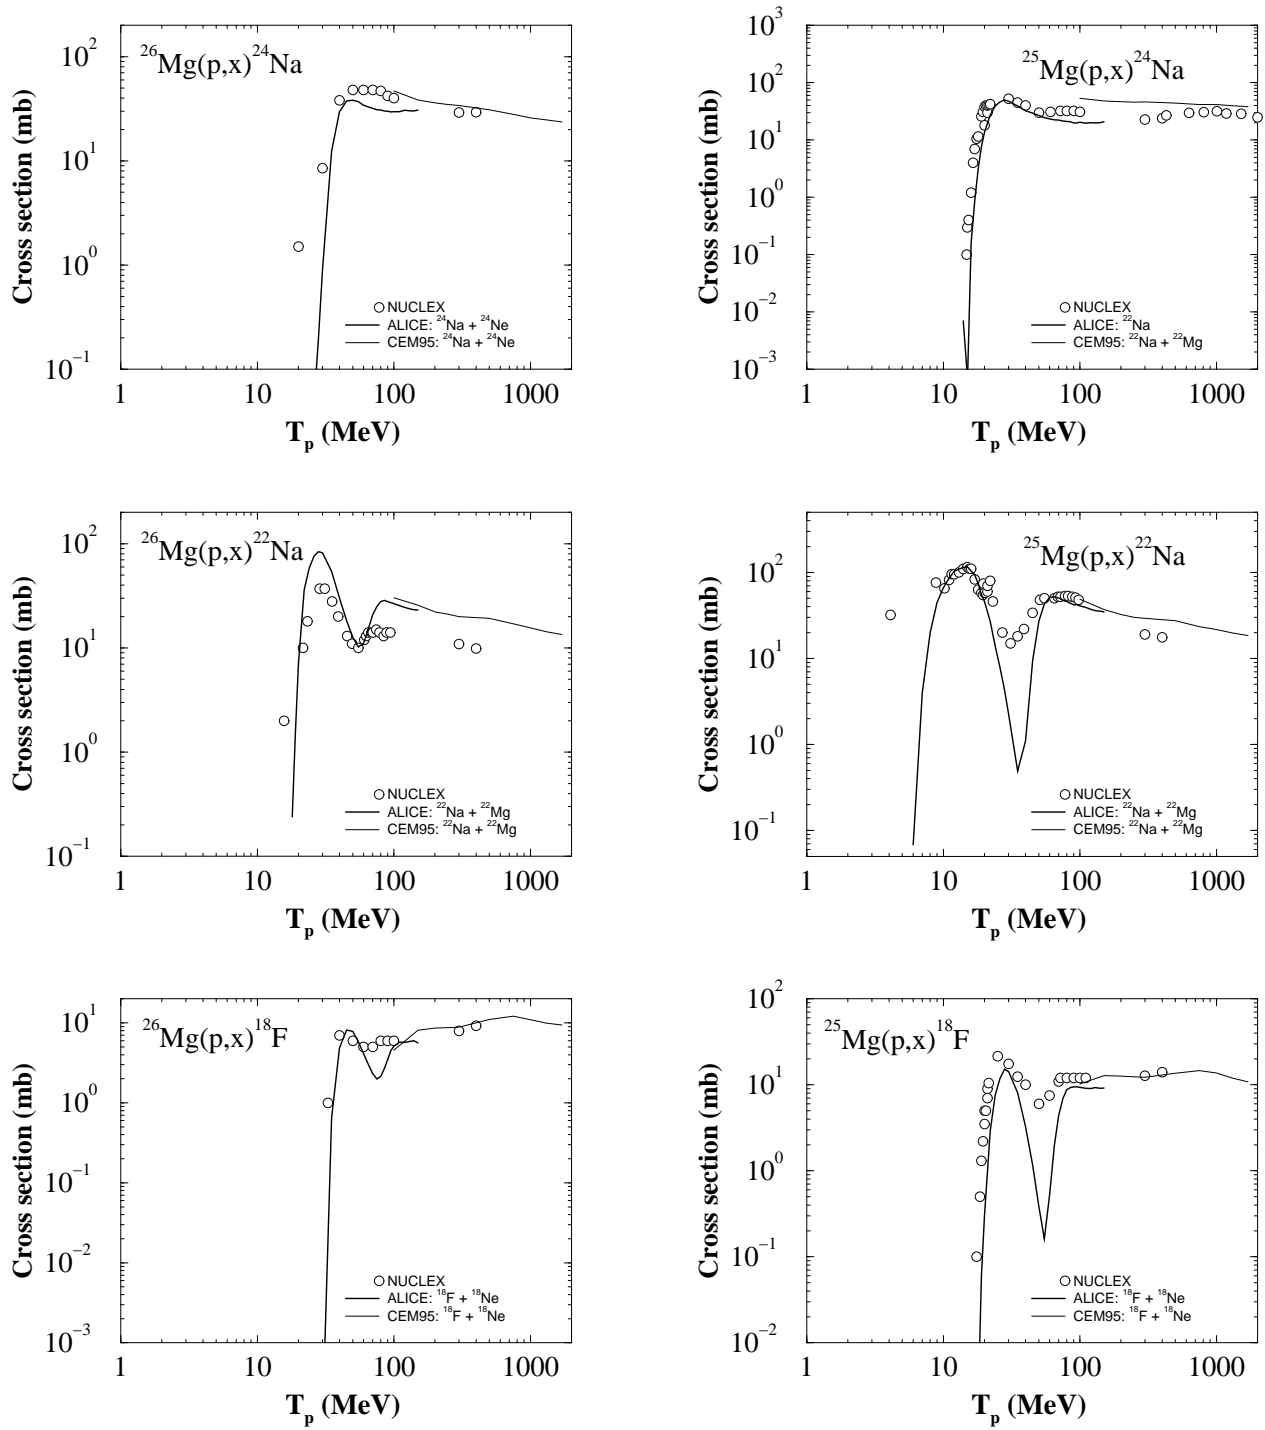 ²⁶Mg(p,x)²⁴Na
Cross section (mb)
10²
10¹
10⁰
10⁻¹
NUCLEX
ALICE: ²⁴Na + ²⁴Ne
CEM95: ²⁴Na + ²⁴Ne
1 10 100 1000
Tₚ (MeV)
²⁵Mg(p,x)²⁴Na
Cross section (mb)
10³
10²
10¹
10⁰
10⁻¹
10⁻²
10⁻³
NUCLEX
ALICE: ²²Na
CEM95: ²²Na + ²²Mg
1 10 100 1000
Tₚ (MeV)
²⁶Mg(p,x)²²Na
Cross section (mb)
10²
10¹
10⁰
10⁻¹
NUCLEX
ALICE: ²²Na + ²²Mg
CEM95: ²²Na + ²²Mg
1 10 100 1000
Tₚ (MeV)
²⁵Mg(p,x)²²Na
Cross section (mb)
10²
10¹
10⁰
10⁻¹
NUCLEX
ALICE: ²²Na + ²²Mg
CEM95: ²²Na + ²²Mg
1 10 100 1000
Tₚ (MeV)
²⁶Mg(p,x)¹⁸F
Cross section (mb)
10¹
10⁰
10⁻¹
10⁻²
10⁻³
NUCLEX
ALICE: ¹⁸F + ¹⁸Ne
CEM95: ¹⁸F + ¹⁸Ne
1 10 100 1000
Tₚ (MeV)
²⁵Mg(p,x)¹⁸F
Cross section (mb)
10²
10¹
10⁰
10⁻¹
10⁻²
NUCLEX
ALICE: ¹⁸F + ¹⁸Ne
CEM95: ¹⁸F + ¹⁸Ne
1 10 100 1000
Tₚ (MeV)